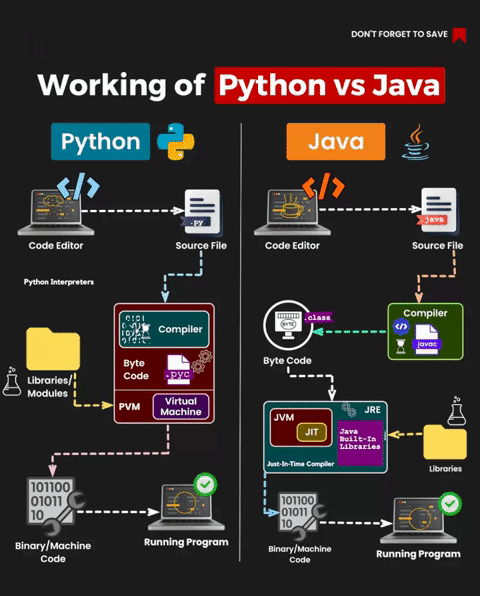 DON'T FORGET TO SAVE
Working of Python vs Java
Python
</>
.py
Code Editor
Source File
Python Interpreters
0101
Compiler
Byte
Code
.pyc
Libraries/
Modules
PVM
Virtual
Machine
101100
01011
10
Binary/Machine
Code
Running Program
Java
</>
java
Code Editor
Source File
Compiler
</>
javac
.class
BYTE
Byte Code
JVM
JIT
JRE
Java
Built-In
Libraries
Just-In-Time Compiler
Libraries
101100
01011
10
Binary/Machine
Code
Running Program